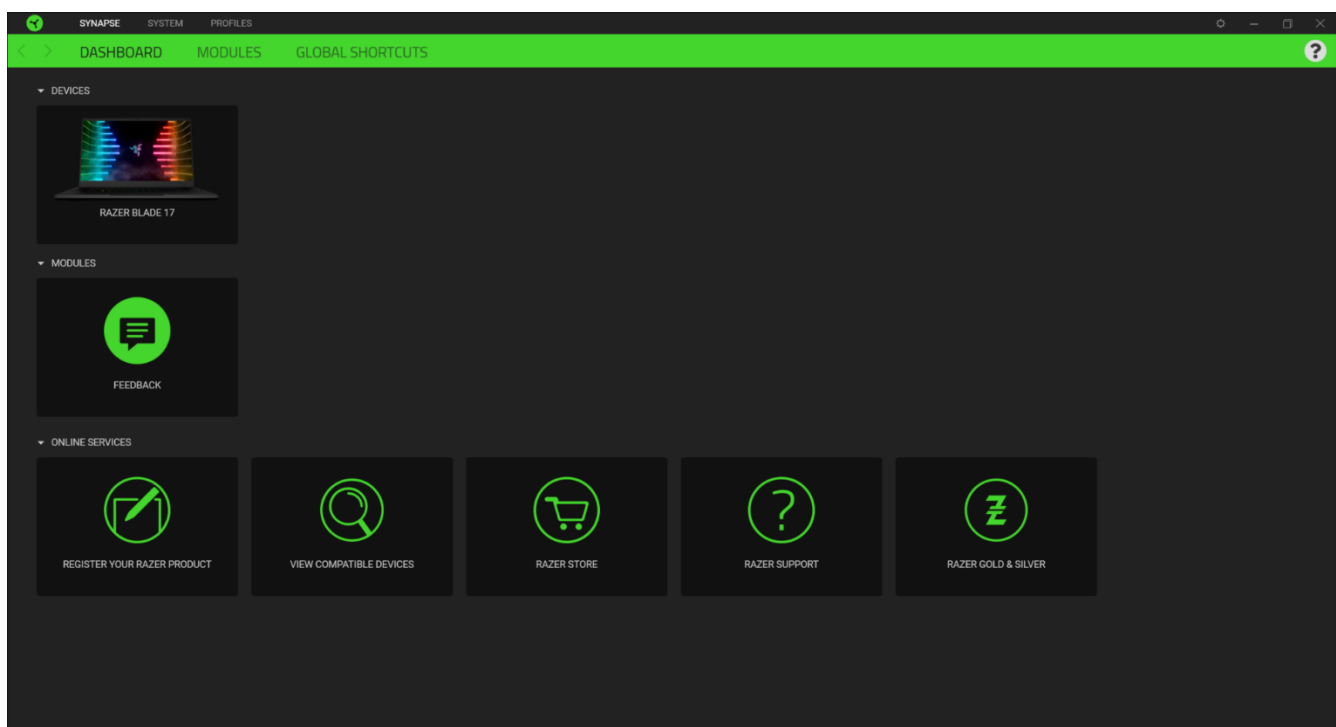 SYNAPSE SYSTEM PROFILES
DASHBOARD MODULES GLOBAL SHORTCUTS ?
DEVICES
RAZER BLADE 17
MODULES
FEEDBACK
ONLINE SERVICES
REGISTER YOUR RAZER PRODUCT
VIEW COMPATIBLE DEVICES
RAZER STORE
RAZER SUPPORT
RAZER GOLD & SILVER